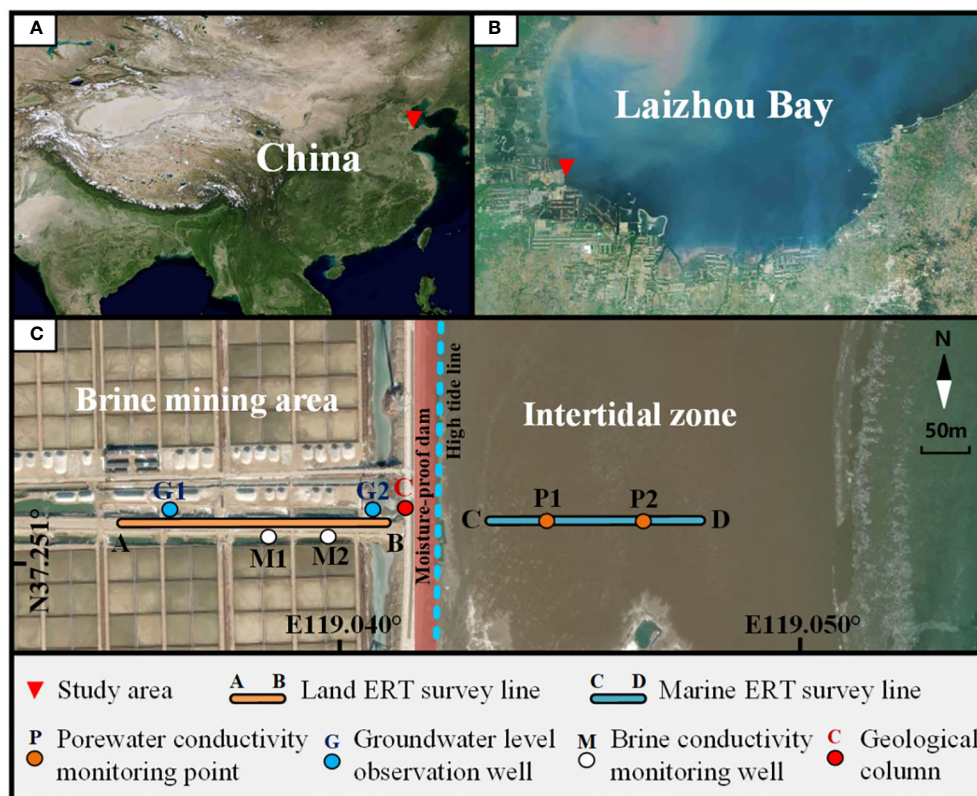 A
China
B
Laizhou Bay
C
Brine mining area
Moisture-proof dam
High tide line
Intertidal zone
N
50m
G1
G2
C
A
B
M1
M2
C
P1
P2
D
N37.251°
E119.040°
E119.050°
Study area
A B
Land ERT survey line
C D
Marine ERT survey line
P
Porewater conductivity
monitoring point
G
Groundwater level
observation well
M
Brine conductivity
monitoring well
C
Geological
column